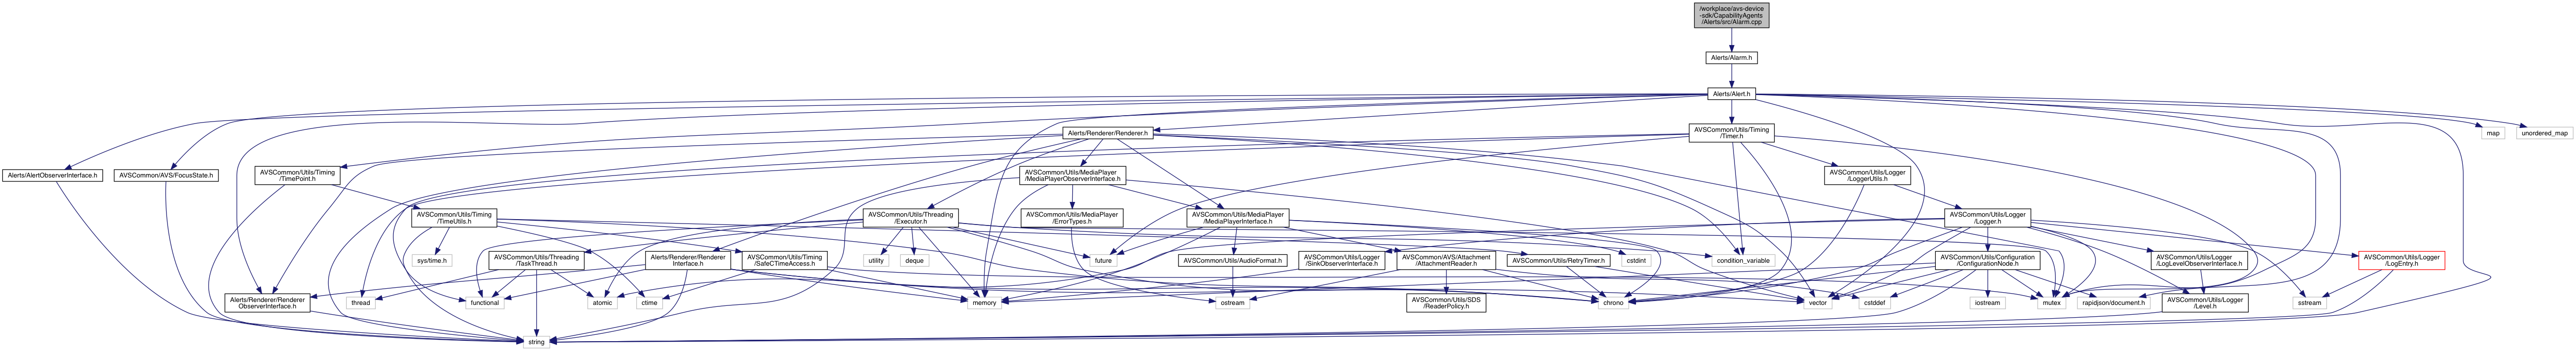 /workplace/avs-device
-sdk/CapabilityAgents
/Alerts/src/Alarm.cpp
Alerts/Alarm.h
Alerts/Alert.h
Alerts/Renderer/Renderer.h
AVSCommon/Utils/Timing
/Timer.h
map
unordered_map
Alerts/AlertObserverInterface.h
AVSCommon/AVS/FocusState.h
AVSCommon/Utils/Timing
/TimePoint.h
AVSCommon/Utils/MediaPlayer
/MediaPlayerObserverInterface.h
AVSCommon/Utils/Logger
/LoggerUtils.h
AVSCommon/Utils/Timing
/TimeUtils.h
AVSCommon/Utils/Threading
/Executor.h
AVSCommon/Utils/MediaPlayer
/ErrorTypes.h
AVSCommon/Utils/MediaPlayer
/MediaPlayerInterface.h
AVSCommon/Utils/Logger
/Logger.h
sys/time.h
AVSCommon/Utils/Threading
/TaskThread.h
Alerts/Renderer/Renderer
Interface.h
AVSCommon/Utils/Timing
/SafeCTimeAccess.h
utility
deque
future
AVSCommon/Utils/AudioFormat.h
AVSCommon/Utils/Logger
/SinkObserverInterface.h
AVSCommon/AVS/Attachment
/AttachmentReader.h
AVSCommon/Utils/RetryTimer.h
cstdint
condition_variable
AVSCommon/Utils/Configuration
/ConfigurationNode.h
AVSCommon/Utils/Logger
/LogLevelObserverInterface.h
AVSCommon/Utils/Logger
/LogEntry.h
Alerts/Renderer/Renderer
ObserverInterface.h
thread
functional
atomic
ctime
memory
ostream
AVSCommon/Utils/SDS
/ReaderPolicy.h
chrono
vector
cstddef
iostream
mutex
rapidjson/document.h
AVSCommon/Utils/Logger
/Level.h
sstream
string